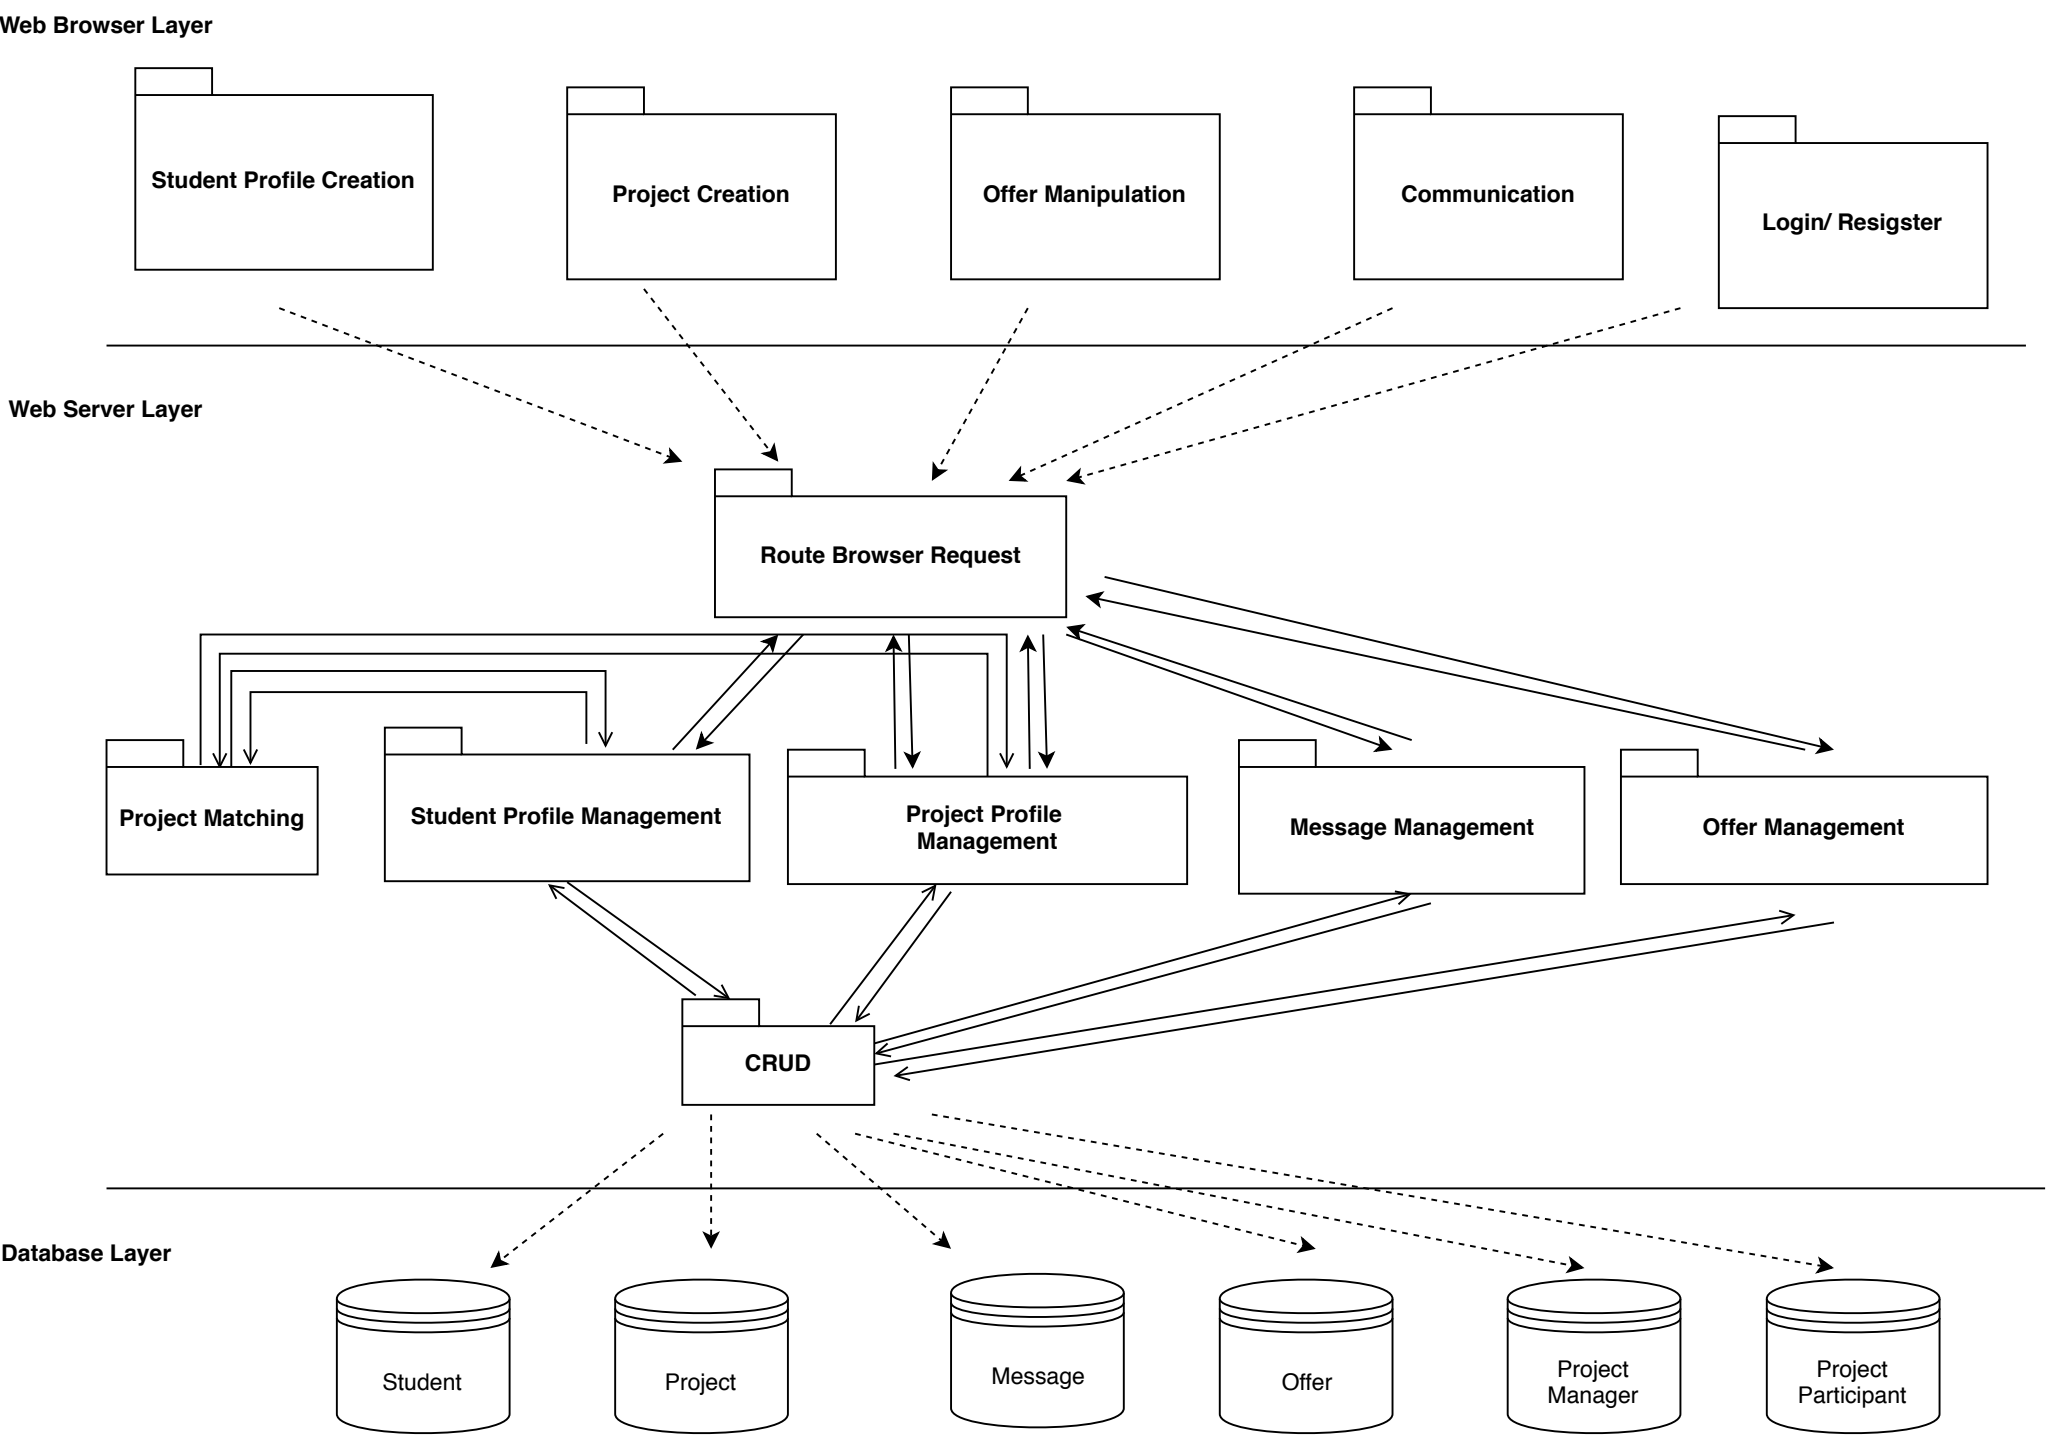 Web Browser Layer
Student Profile Creation
Project Creation
Offer Manipulation
Communication
Login/ Resigster
Web Server Layer
Route Browser Request
Project Matching
Student Profile Management
Project Profile
Management
Message Management
Offer Management
CRUD
Database Layer
Student
Project
Message
Offer
Project
Manager
Project
Participant